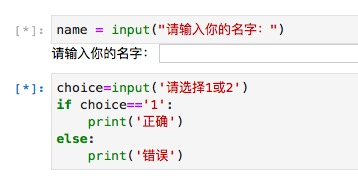 [*]: name = input("请输入你的名字：")
请输入你的名字：
[*]: choice=input('请选择1或2')
if choice=='1':
    print('正确')
else:
    print('错误')